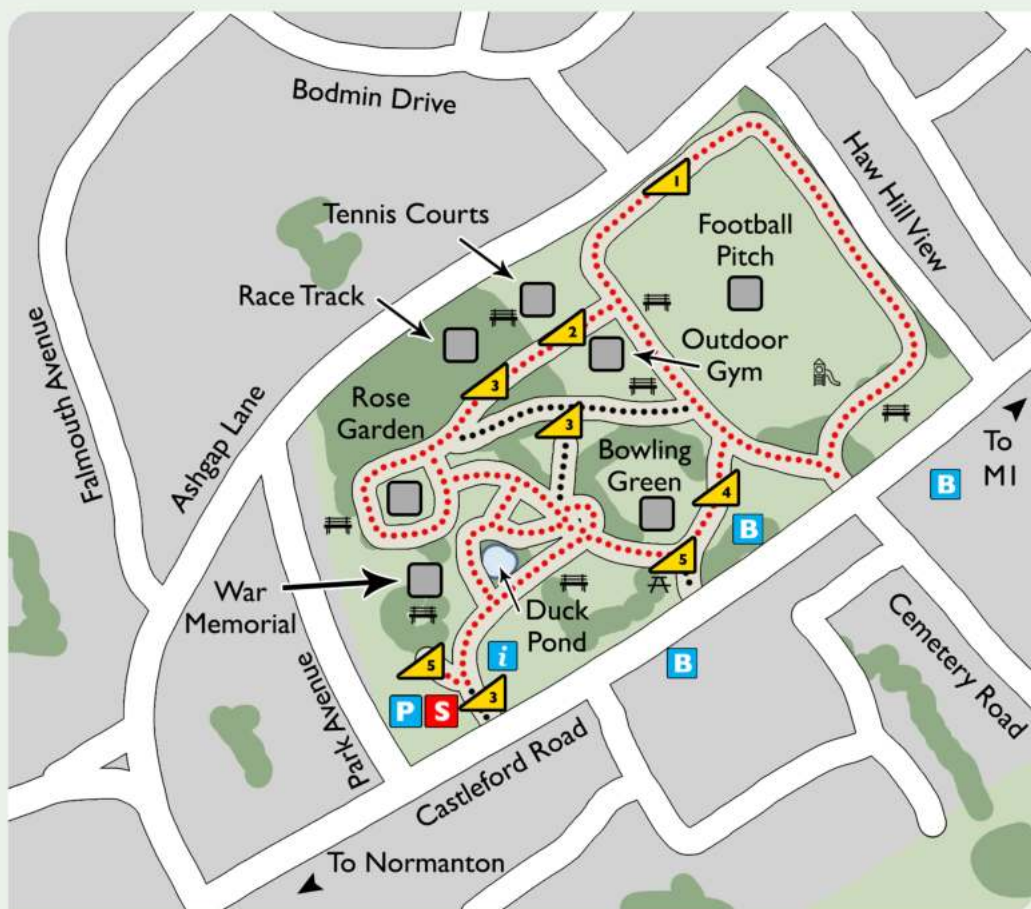 Bodmin Drive
Tennis Courts
Race Track
Football
Pitch
Haw Hill View
Outdoor
Gym
Rose
Garden
Falmouth Avenue
Ashgap Lane
Bowling
Green
To
M1
War
Memorial
Duck
Pond
Park Avenue
Castleford Road
Cemetery Road
To Normanton
1
2
3
3
4
5
5
3
B
B
B
i
P
S